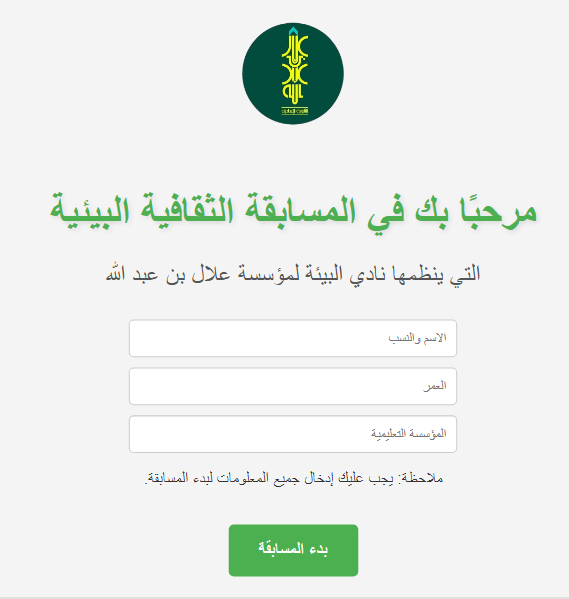 مرحبًا بك في المسابقة الثقافية البيئية
التي ينظمها نادي البيئة لمؤسسة علال بن عبد الله
الاسم والنسب
العمر
المؤسسة التعليمية
ملاحظة: يجب عليك إدخال جميع المعلومات لبدء المسابقة.
بدء المسابقة